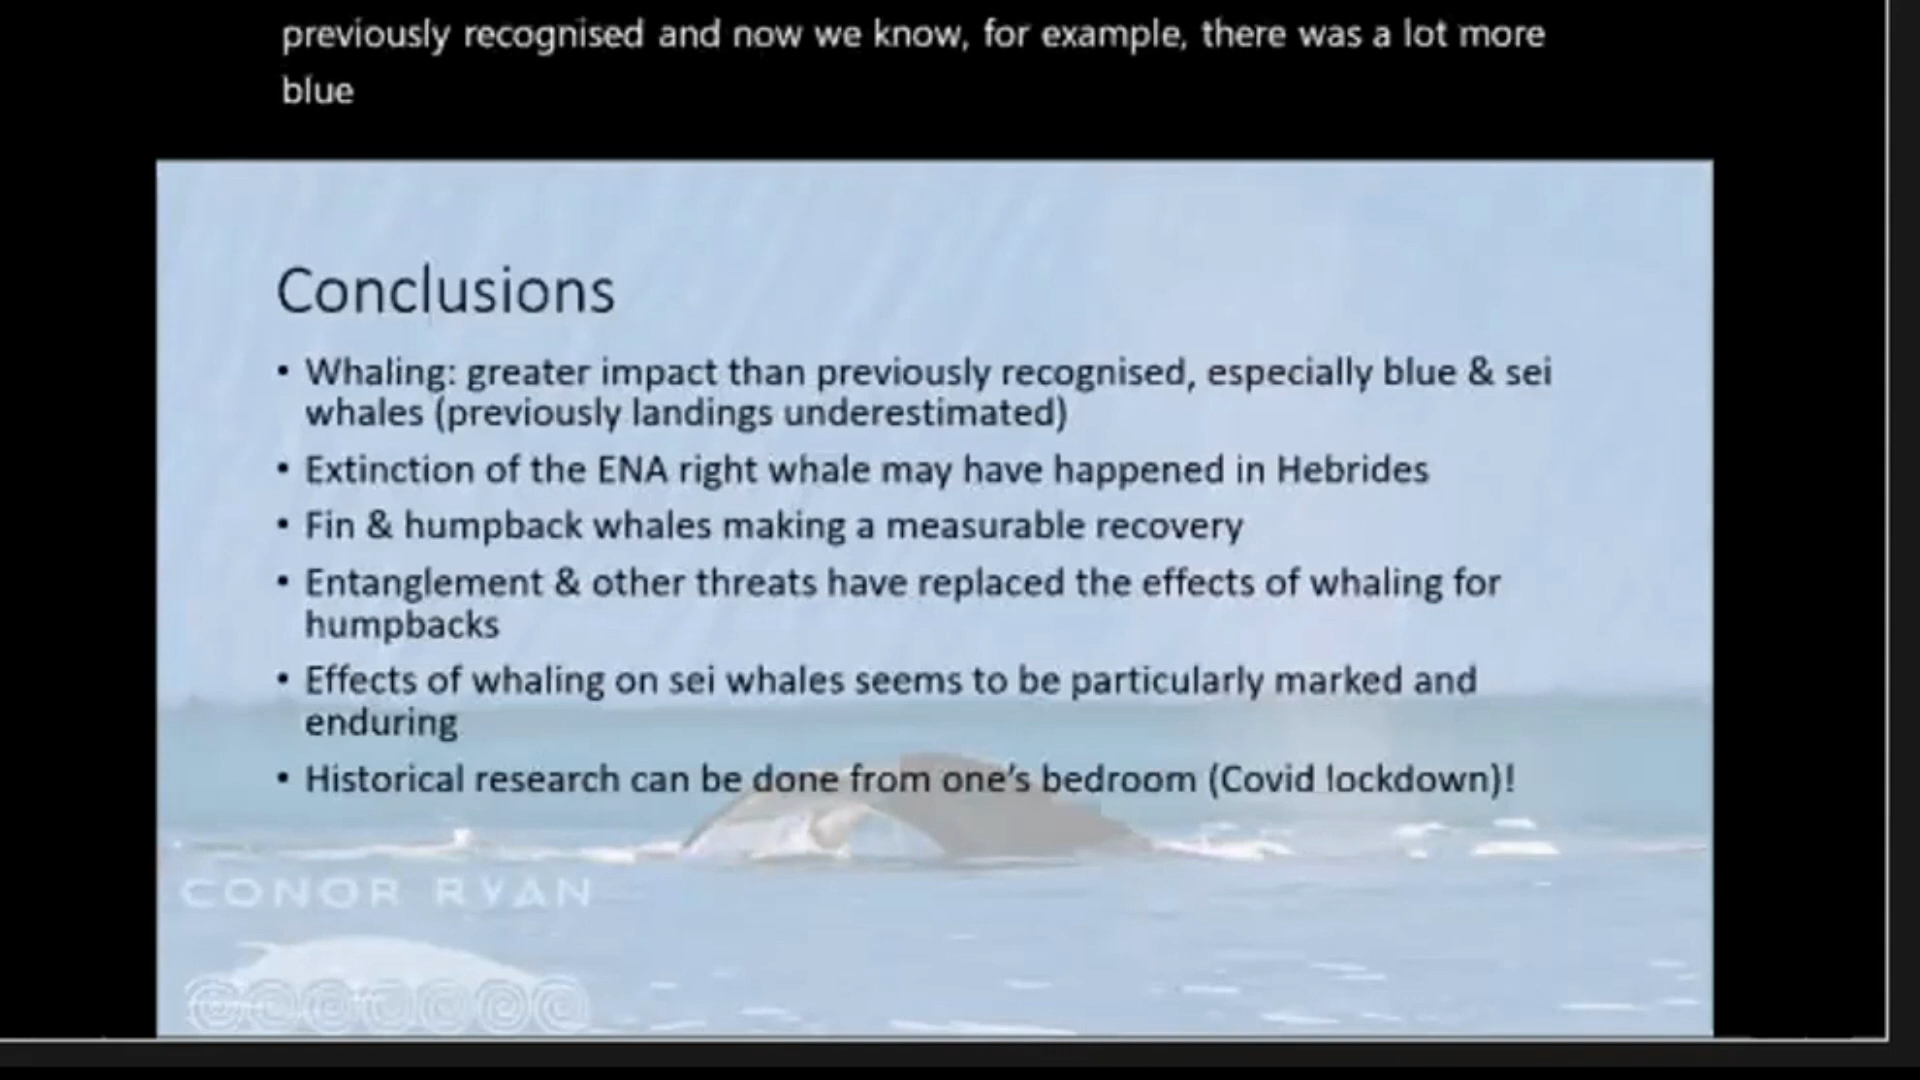 previously recognised and now we know, for example, there was a lot more
blue
Conclusions
• Whaling: greater impact than previously recognised, especially blue & sei
whales (previously landings underestimated)
• Extinction of the ENA right whale may have happened in Hebrides
• Fin & humpback whales making a measurable recovery
• Entanglement & other threats have replaced the effects of whaling for
humpbacks
• Effects of whaling on sei whales seems to be particularly marked and
enduring
• Historical research can be done from one's bedroom (Covid lockdown)!
CONOR RYAN